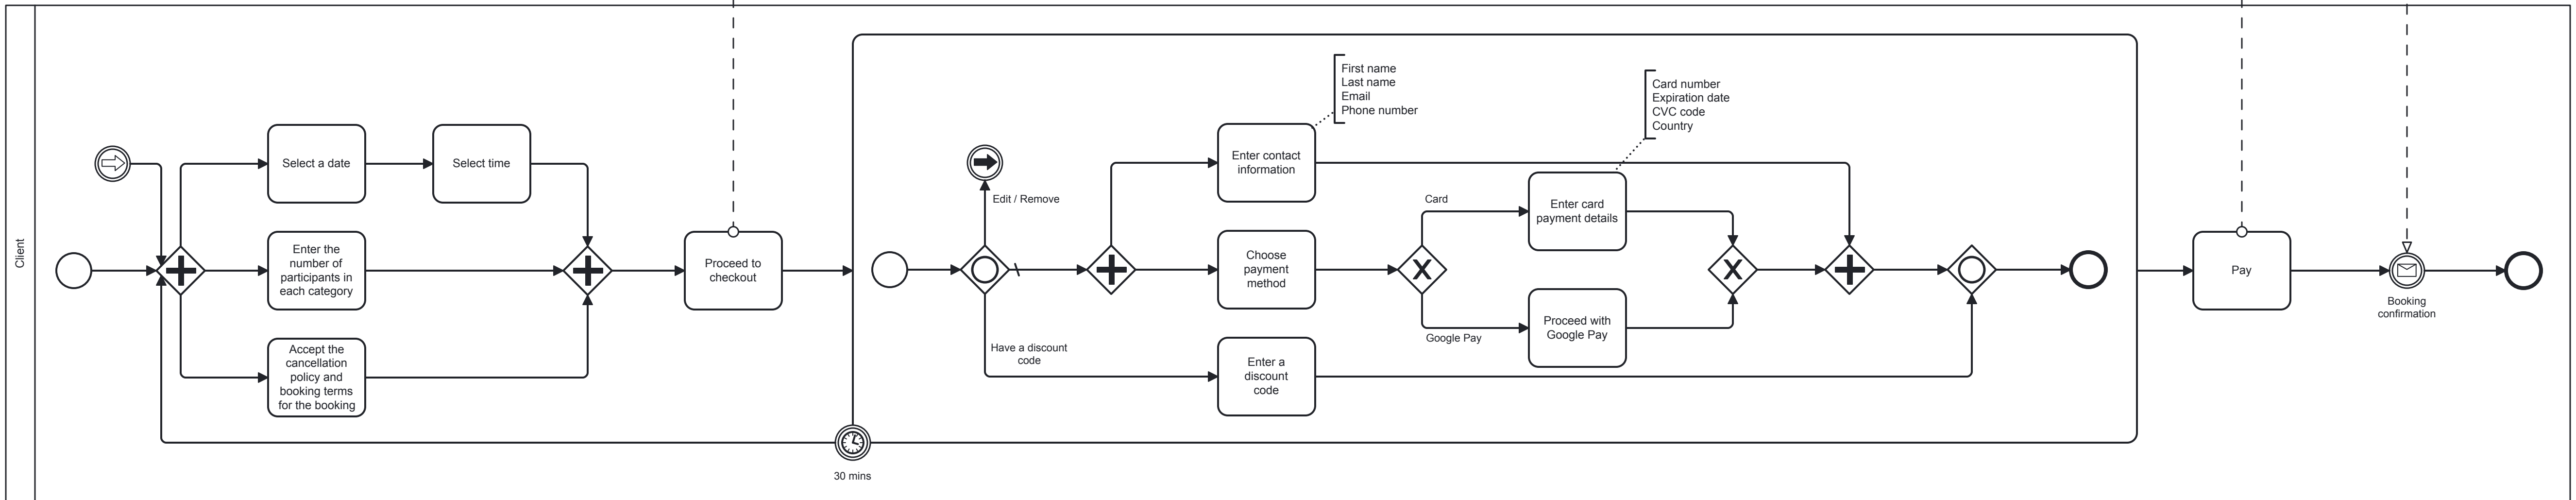 Client
Select a date
Select time
Enter the
number of
participants in
each category
Accept the
cancellation
policy and
booking terms
for the booking
Proceed to
checkout
30 mins
Edit / Remove
Have a discount
code
First name
Last name
Email
Phone number
Enter contact
information
Choose
payment
method
Enter a
discount
code
Card
Google Pay
Card number
Expiration date
CVC code
Country
Enter card
payment details
Proceed with
Google Pay
Pay
Booking
confirmation